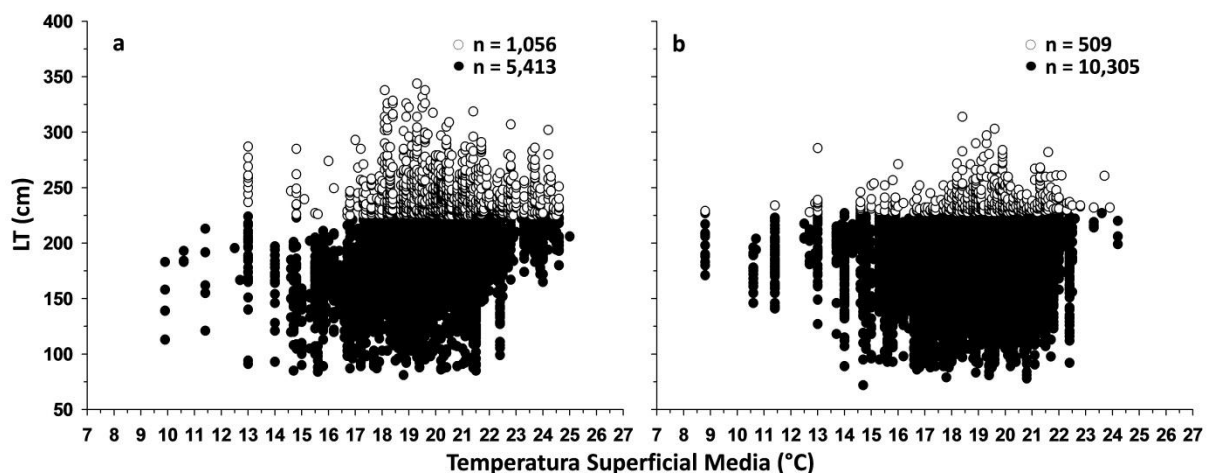 400
350
300
250
200
150
100
50
LT (cm)
a
○ n = 1,056
● n = 5,413
7 8 9 10 11 12 13 14 15 16 17 18 19 20 21 22 23 24 25 26 27
b
○ n = 509
● n = 10,305
7 8 9 10 11 12 13 14 15 16 17 18 19 20 21 22 23 24 25 26 27
Temperatura Superficial Media (°C)